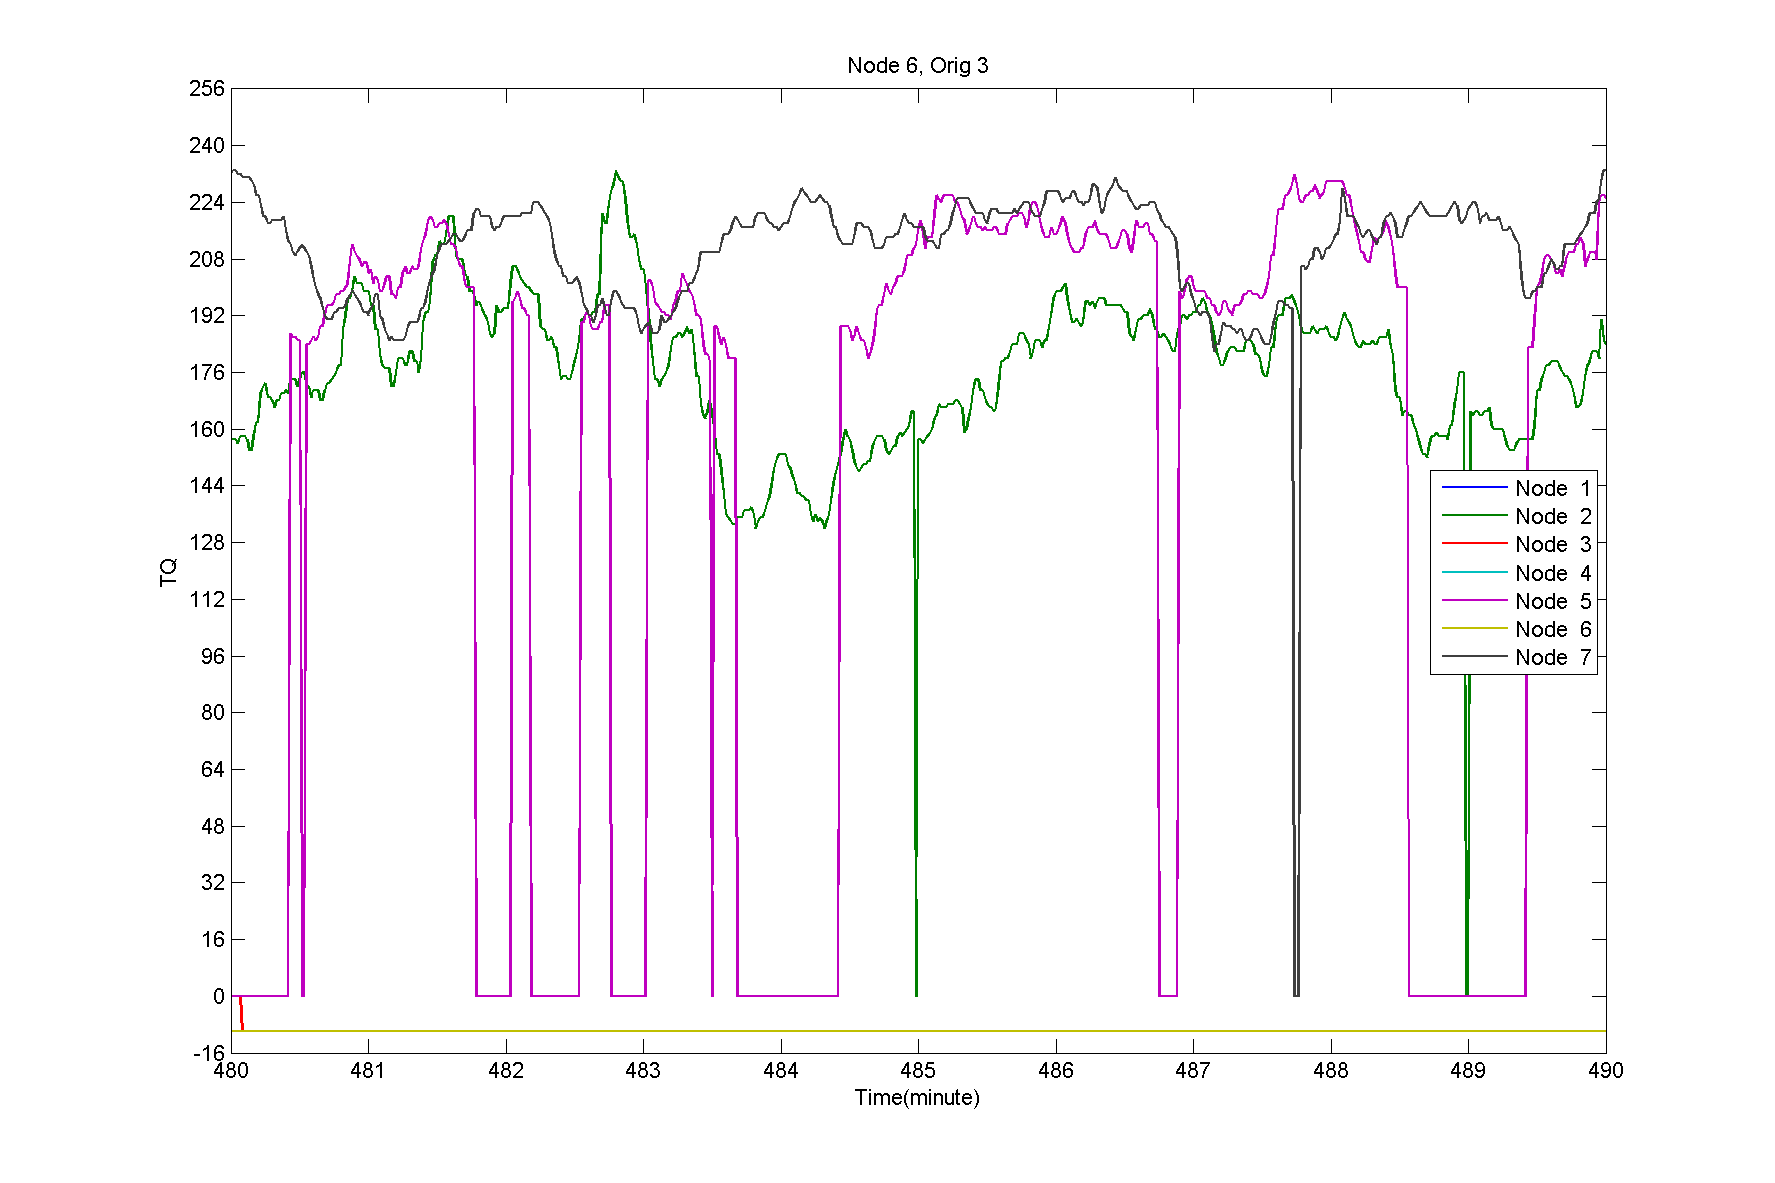 Node 6, Orig 3
256
240
224
208
192
176
160
144
128
112
96
80
64
48
32
16
0
-16
TQ
Node 1
Node 2
Node 3
Node 4
Node 5
Node 6
Node 7
480 481 482 483 484 485 486 487 488 489 490
Time(minute)